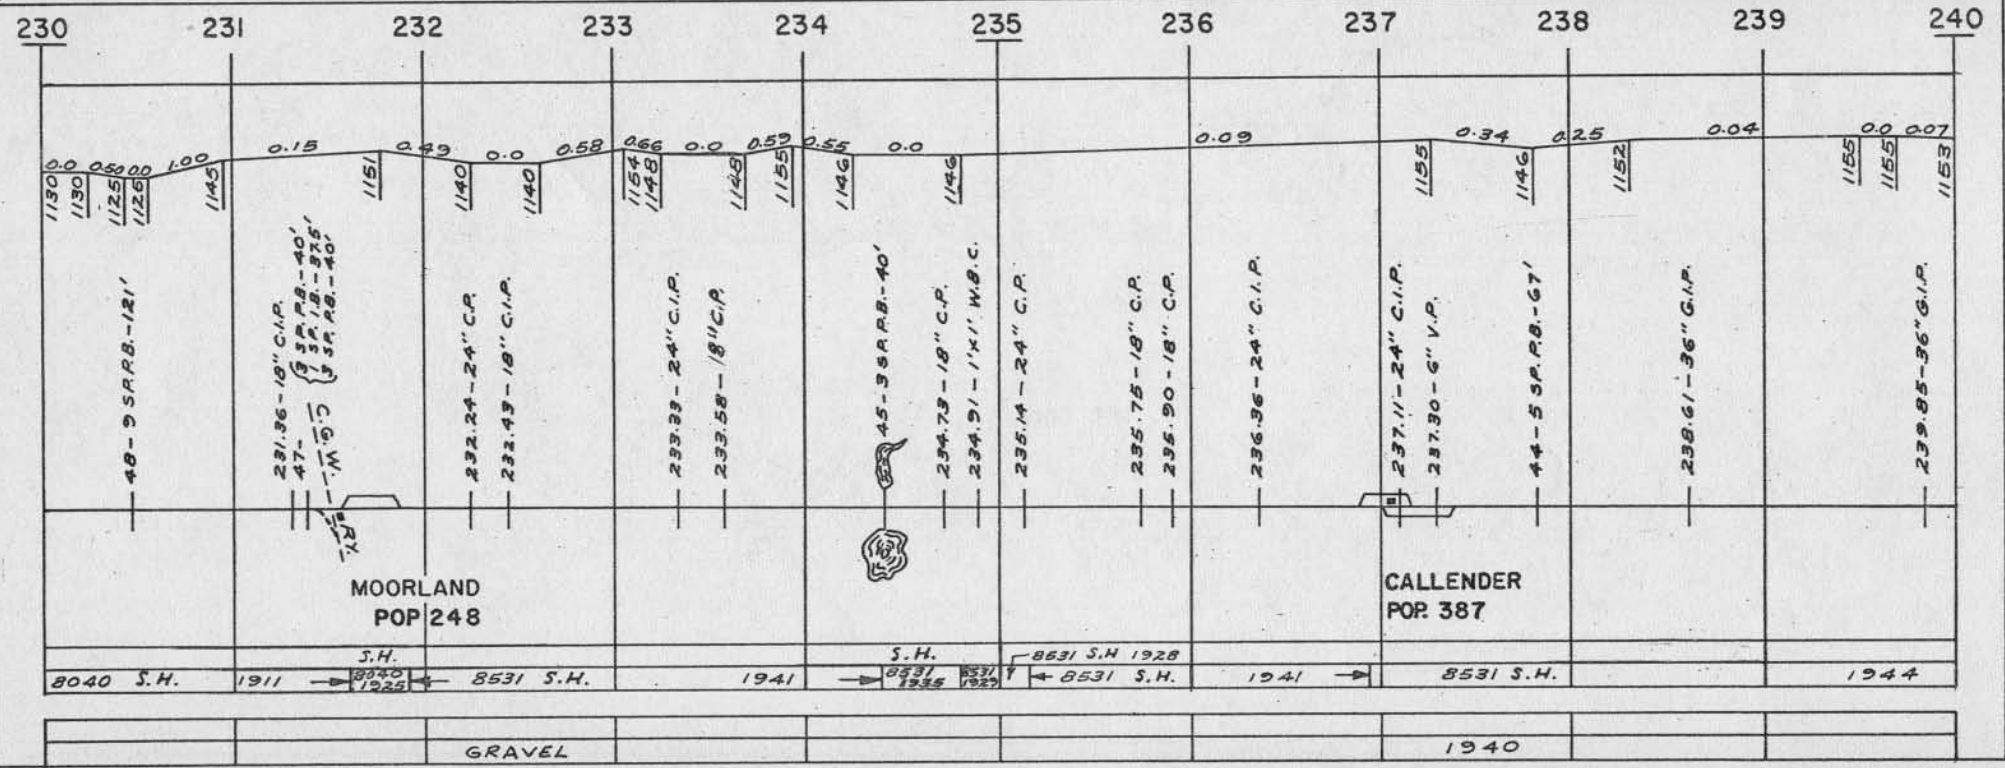 230 231 232 233 234 235 236 237 238 239 240
0.0 0.50 0.0 1.00 0.15 0.49 0.0 0.58 0.66 0.0 0.59 0.55 0.0 0.09 0.34 0.25 0.04 0.0 0.07
1130 1130 1125 1125 1145 1151 1140 1140 1154 1148 1148 1155 1146 1146 1155 1146 1152 1155 1155 1153
48-9 SP. P.B.-121'
231.36-18" C.I.P.
47-
3 SP. P.B.-40'
1 SP. I.B.-37.5'
3 SP. P.B.-40'
C.G.W.
RY.
232.24-24" C.P.
232.43-18" C.I.P.
233.33-24" C.I.P.
233.58-18" C.P.
45-3 SP. P.B.-40'
234.73-18" C.P.
234.91-1'x1' W.B.C.
235.14-24" C.P.
235.75-18" C.P.
235.90-18" C.P.
236.36-24" C.I.P.
237.11-24" C.I.P.
237.30-6" V.P.
44-5 SP. P.B.-67'
238.61-36" C.I.P.
239.85-36" C.I.P.
MOORLAND
POP 248
CALLENDER
POP. 387
S.H. S.H. 8531 S.H 1928
8040 S.H. 1911 8040 8531 S.H. 1941 8531 8531 8531 S.H. 1941 8531 S.H. 1944
1925 1935 1927
GRAVEL 1940